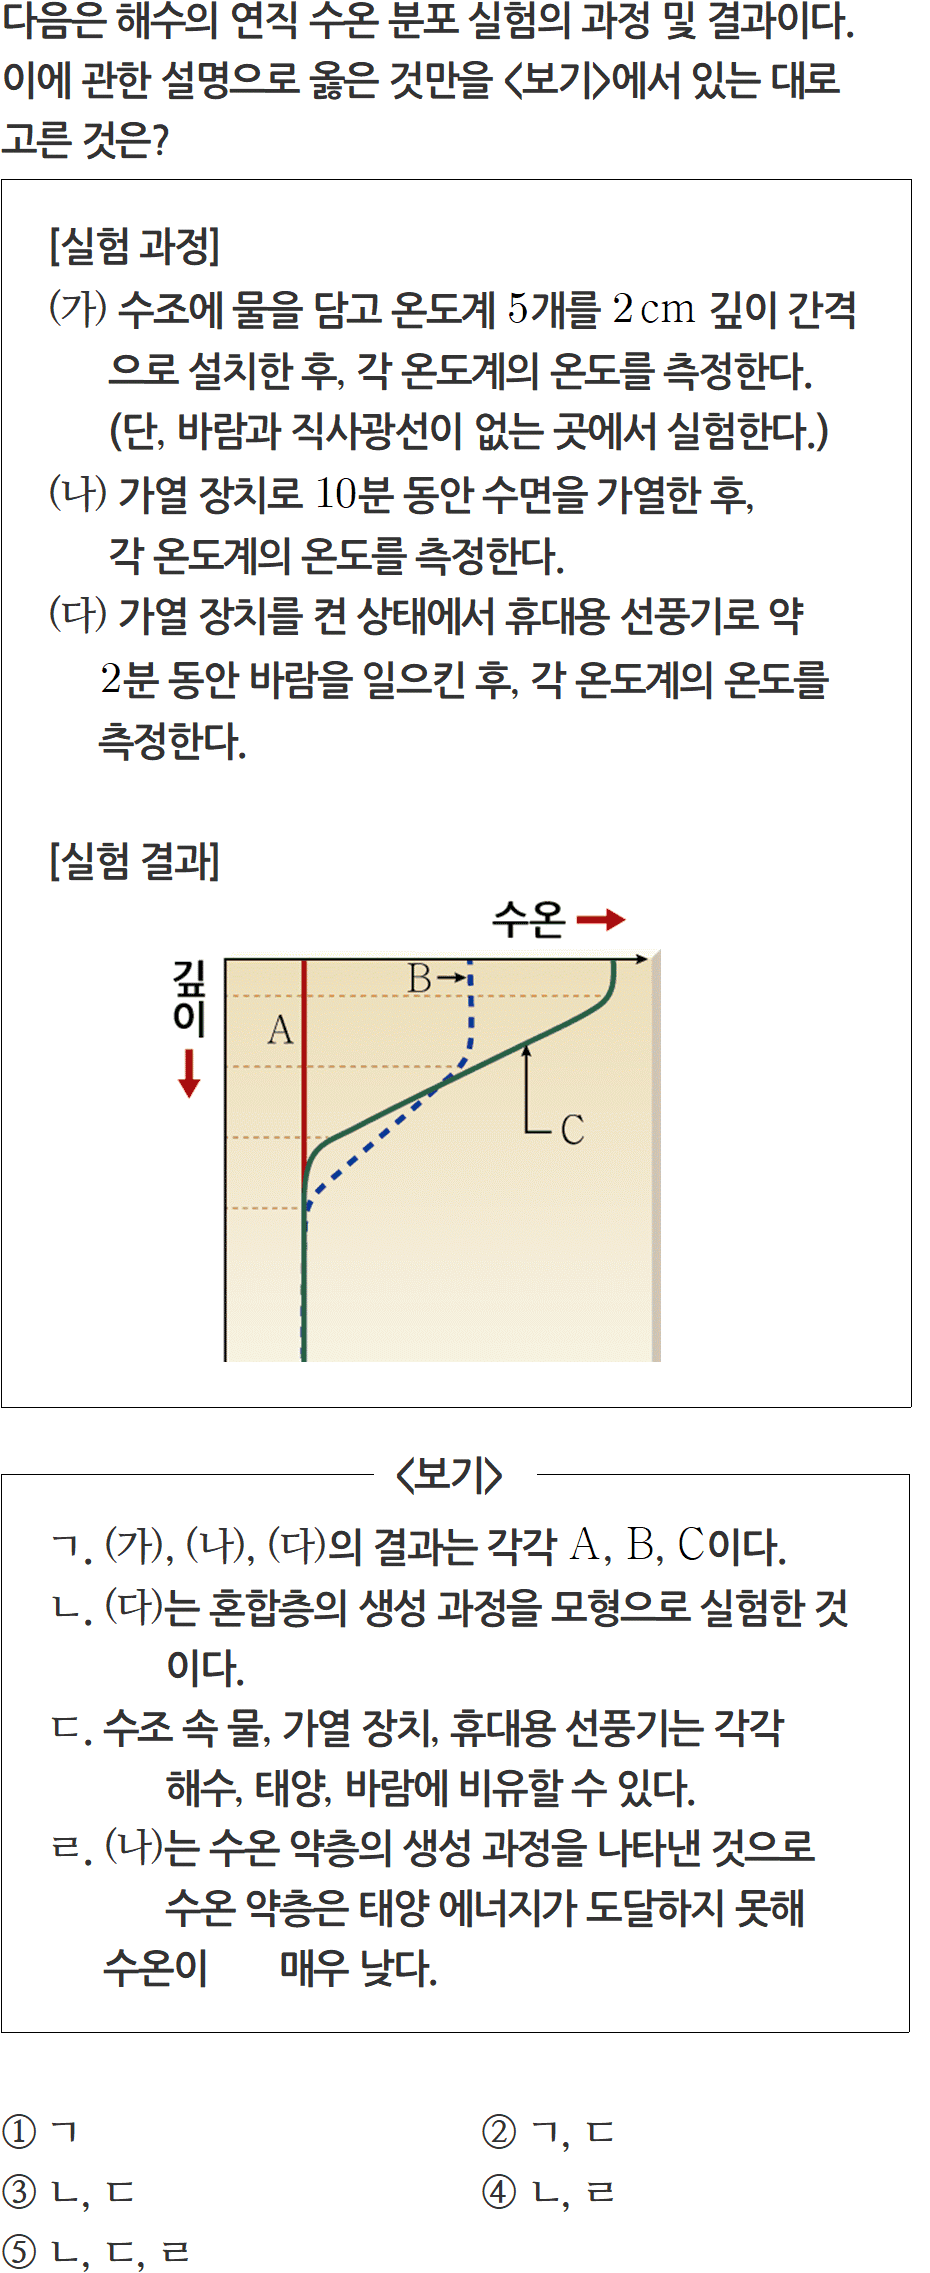 다음은 해수의 연직 수온 분포 실험의 과정 및 결과이다.
이에 관한 설명으로 옳은 것만을 <보기>에서 있는 대로
고른 것은?
[실험 과정]
(가) 수조에 물을 담고 온도계 5개를 2cm 깊이 간격
으로 설치한 후, 각 온도계의 온도를 측정한다.
(단, 바람과 직사광선이 없는 곳에서 실험한다.)
(나) 가열 장치로 10분 동안 수면을 가열한 후,
각 온도계의 온도를 측정한다.
(다) 가열 장치를 켠 상태에서 휴대용 선풍기로 약
2분 동안 바람을 일으킨 후, 각 온도계의 온도를
측정한다.
[실험 결과]
수온
깊이
B
A
C
<보기>
ㄱ. (가), (나), (다)의 결과는 각각 A, B, C이다.
ㄴ. (다)는 혼합층의 생성 과정을 모형으로 실험한 것
이다.
ㄷ. 수조 속 물, 가열 장치, 휴대용 선풍기는 각각
해수, 태양, 바람에 비유할 수 있다.
ㄹ. (나)는 수온 약층의 생성 과정을 나타낸 것으로
수온 약층은 태양 에너지가 도달하지 못해
수온이 매우 낮다.
① ㄱ
② ㄱ, ㄷ
③ ㄴ, ㄷ
④ ㄴ, ㄹ
⑤ ㄴ, ㄷ, ㄹ